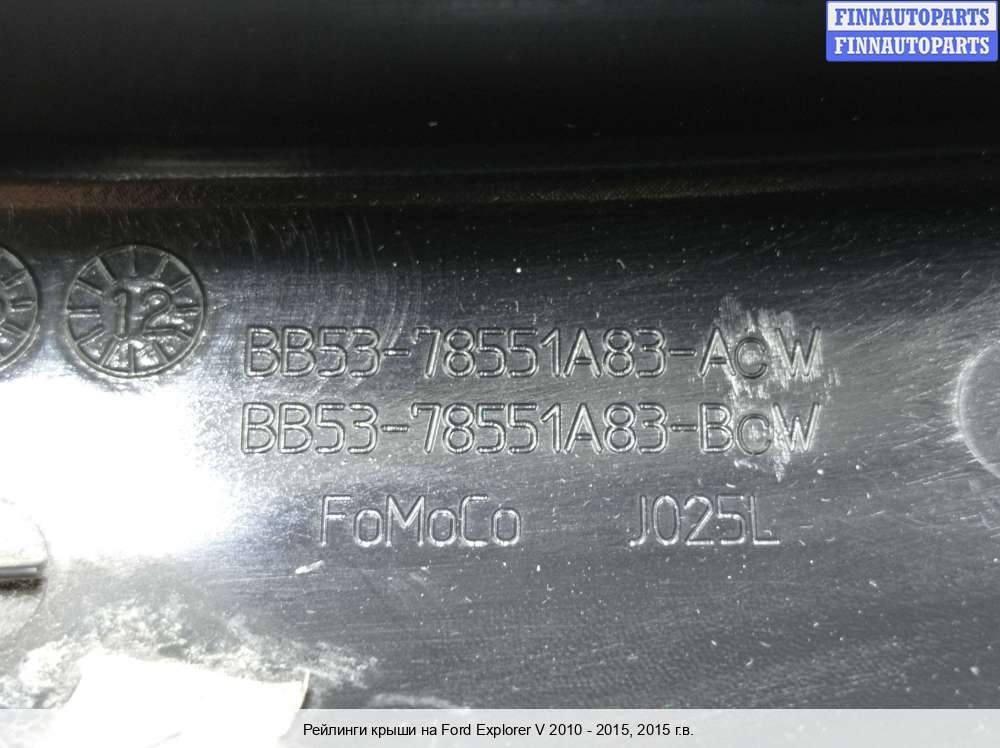 FINNAUTOPARTS
FINNAUTOPARTS
12
BB53-78551A83-AcW
BB53-78551A83-BcW
FoMoCo J025L
Рейлинги крыши на Ford Explorer V 2010 - 2015, 2015 г.в.